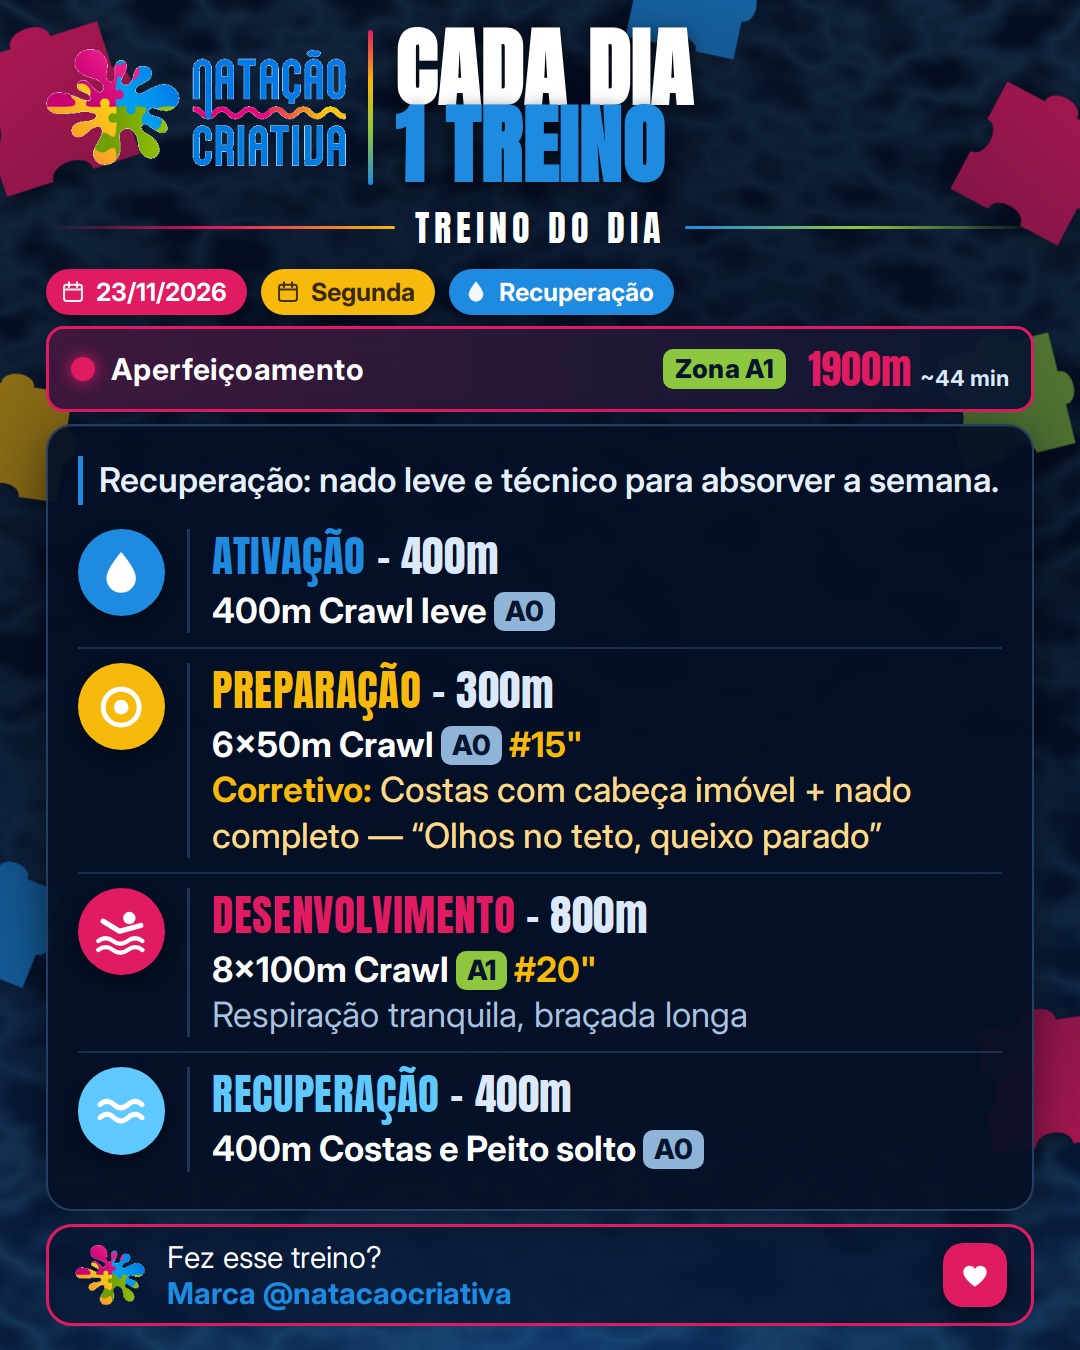 NATAÇÃO
CRIATIVA
CADA DIA
1 TREINO
TREINO DO DIA
23/11/2026
Segunda
Recuperação
Aperfeiçoamento
Zona A1
1900m ~44 min
Recuperação: nado leve e técnico para absorver a semana.
ATIVAÇÃO - 400m
400m Crawl leve A0
PREPARAÇÃO - 300m
6×50m Crawl A0 #15"
Corretivo: Costas com cabeça imóvel + nado
completo — “Olhos no teto, queixo parado”
DESENVOLVIMENTO - 800m
8×100m Crawl A1 #20"
Respiração tranquila, braçada longa
RECUPERAÇÃO - 400m
400m Costas e Peito solto A0
Fez esse treino?
Marca @natacaocriativa